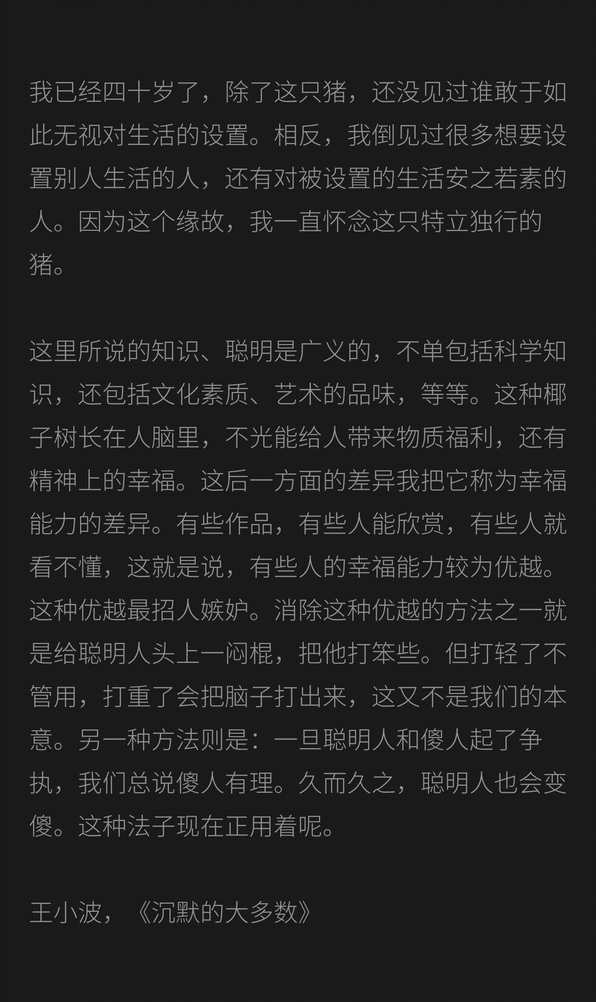 我已经四十岁了，除了这只猪，还没见过谁敢于如
此无视对生活的设置。相反，我倒见过很多想要设
置别人生活的人，还有对被设置的生活安之若素的
人。因为这个缘故，我一直怀念这只特立独行的
猪。
这里所说的知识、聪明是广义的，不单包括科学知
识，还包括文化素质、艺术的品味，等等。这种椰
子树长在人脑里，不光能给人带来物质福利，还有
精神上的幸福。这后一方面的差异我把它称为幸福
能力的差异。有些作品，有些人能欣赏，有些人就
看不懂，这就是说，有些人的幸福能力较为优越。
这种优越最招人嫉妒。消除这种优越的方法之一就
是给聪明人头上一闷棍，把他打笨些。但打轻了不
管用，打重了会把脑子打出来，这又不是我们的本
意。另一种方法则是：一旦聪明人和傻人起了争
执，我们总说傻人有理。久而久之，聪明人也会变
傻。这种法子现在正用着呢。
王小波，《沉默的大多数》